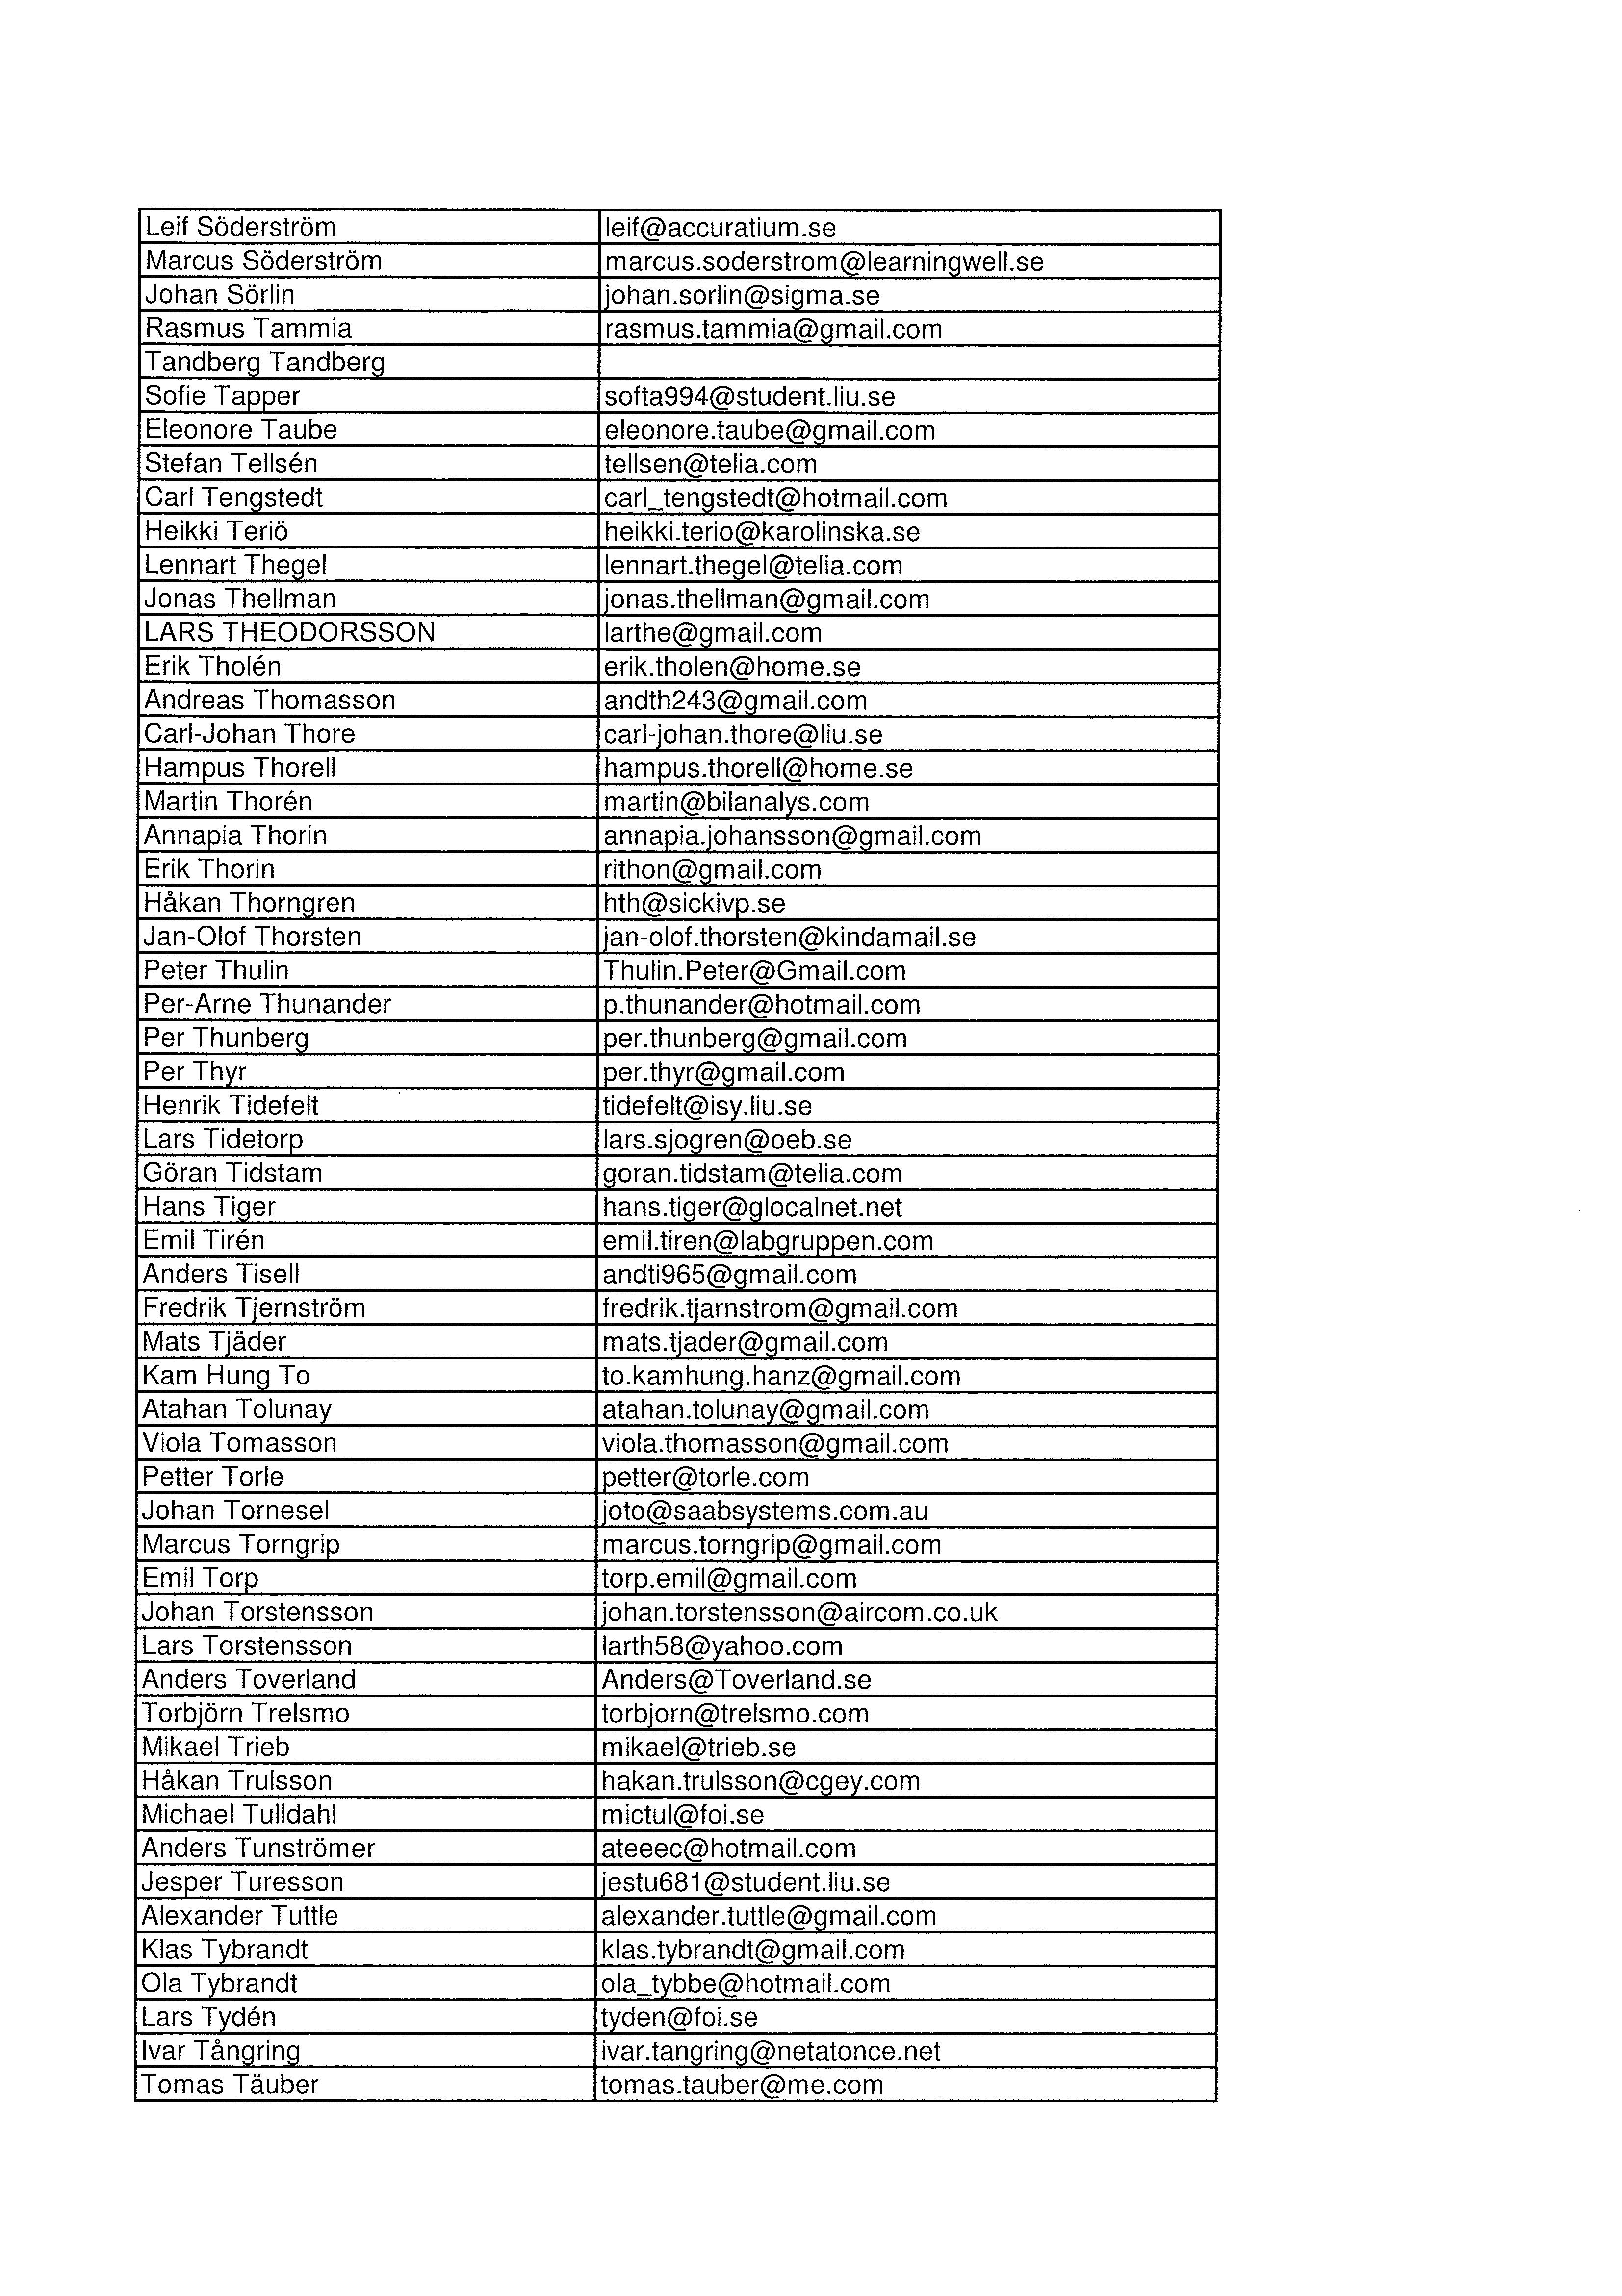 Leif Söderström leif@accuratium.se
Marcus Söderström marcus.soderstrom@learningwell.se
Johan Sörlin johan.sorlin@sigma.se
Rasmus Tammia rasmus.tammia@gmail.com
Tandberg Tandberg
Sofie Tapper softa994@student.liu.se
Eleonore Taube eleonore.taube@gmail.com
Stefan Tellsén tellsen@telia.com
Carl Tengstedt carl_tengstedt@hotmail.com
Heikki Teriö heikki.terio@karolinska.se
Lennart Thegel lennart.thegel@telia.com
Jonas Thellman jonas.thellman@gmail.com
LARS THEODORSSON larthe@gmail.com
Erik Tholén erik.tholen@home.se
Andreas Thomasson andth243@gmail.com
Carl-Johan Thore carl-johan.thore@liu.se
Hampus Thorell hampus.thorell@home.se
Martin Thorén martin@bilanalys.com
Annapia Thorin annapia.johansson@gmail.com
Erik Thorin rithon@gmail.com
Håkan Thorngren hth@sickivp.se
Jan-Olof Thorsten jan-olof.thorsten@kindamail.se
Peter Thulin Thulin.Peter@Gmail.com
Per-Arne Thunander p.thunander@hotmail.com
Per Thunberg per.thunberg@gmail.com
Per Thyr per.thyr@gmail.com
Henrik Tidefelt tidefelt@isy.liu.se
Lars Tidetorp lars.sjogren@oeb.se
Göran Tidstam goran.tidstam@telia.com
Hans Tiger hans.tiger@glocalnet.net
Emil Tirén emil.tiren@labgruppen.com
Anders Tisell andti965@gmail.com
Fredrik Tjernström fredrik.tjarnstrom@gmail.com
Mats Tjäder mats.tjader@gmail.com
Kam Hung To to.kamhung.hanz@gmail.com
Atahan Tolunay atahan.tolunay@gmail.com
Viola Tomasson viola.thomasson@gmail.com
Petter Torle petter@torle.com
Johan Tornesel joto@saabsystems.com.au
Marcus Torngrip marcus.torngrip@gmail.com
Emil Torp torp.emil@gmail.com
Johan Torstensson johan.torstensson@aircom.co.uk
Lars Torstensson larth58@yahoo.com
Anders Toverland Anders@Toverland.se
Torbjörn Trelsmo torbjorn@trelsmo.com
Mikael Trieb mikael@trieb.se
Håkan Trulsson hakan.trulsson@cgey.com
Michael Tulldahl mictul@foi.se
Anders Tunströmer ateeec@hotmail.com
Jesper Turesson jestu681@student.liu.se
Alexander Tuttle alexander.tuttle@gmail.com
Klas Tybrandt klas.tybrandt@gmail.com
Ola Tybrandt ola_tybbe@hotmail.com
Lars Tydén tyden@foi.se
Ivar Tångring ivar.tangring@netatonce.net
Tomas Täuber tomas.tauber@me.com